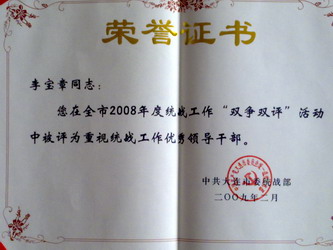 荣誉证书
李宝章同志：
您在全市2008年度统战工作“双争双评”活动
中被评为重视统战工作优秀领导干部。
中共大连市委统战部
二〇〇九年二月